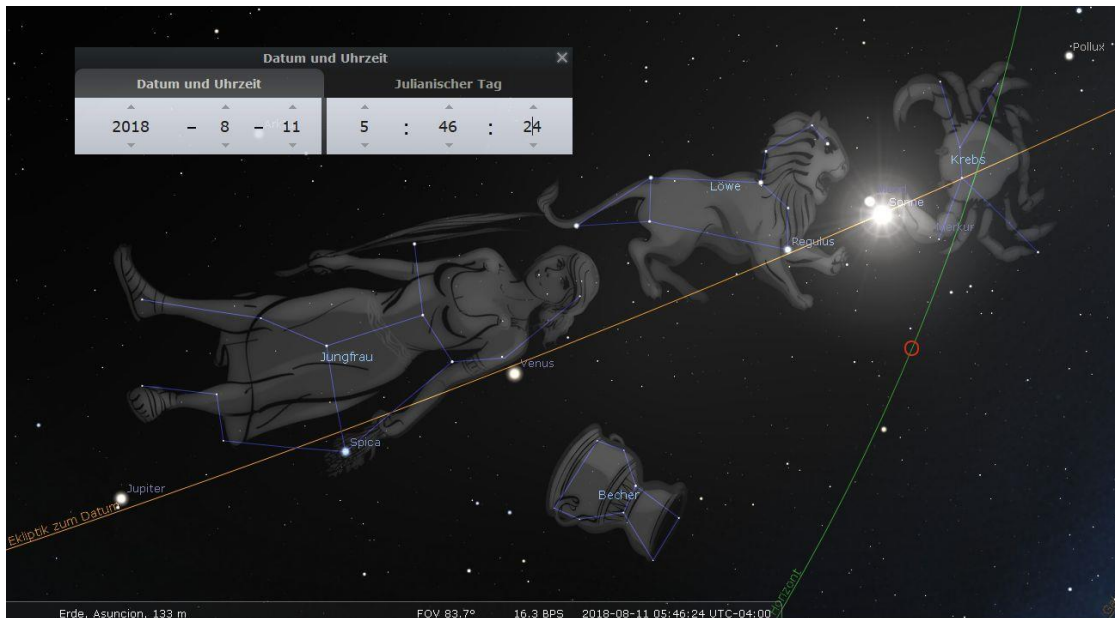 Pollux
Datum und Uhrzeit
Datum und Uhrzeit
Julianischer Tag
2018 – 8 – 11
5 : 46 : 24
Krebs
Löwe
Sonne
Merkur
Regulus
Jungfrau
Venus
Spica
Jupiter
Becher
Ekliptik zum Datum
Horizont
Erde, Asuncion, 133 m
FOV 83.7°
16.3 BPS
2018-08-11 05:46:24 UTC-04:00